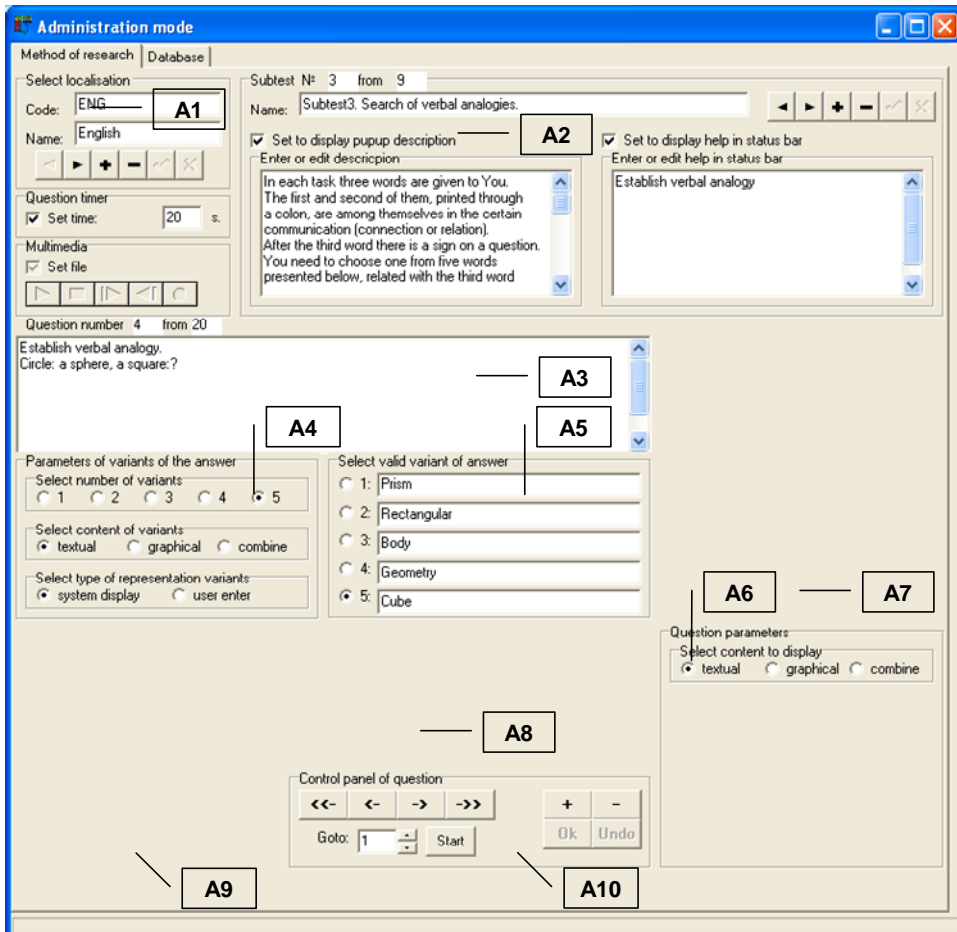 Administration mode
Method of research
Database
Select localisation
Code: ENG
A1
Name: English
< ► + −
Question timer
Set time: 20 s.
Multimedia
Set file
Subtest № 3 from 9
Name: Subtest3. Search of verbal analogies.
◄ ► + −
Set to display pupup description
A2
Set to display help in status bar
Enter or edit descricpion
In each task three words are given to You.
The first and second of them, printed through
a colon, are among themselves in the certain
communication (connection or relation).
After the third word there is a sign on a question.
You need to choose one from five words
presented below, related with the third word
Enter or edit help in status bar
Establish verbal analogy
Question number 4 from 20
Establish verbal analogy.
Circle: a sphere, a square:?
A3
A4
A5
Parameters of variants of the answer
Select number of variants
1 2 3 4 5
Select content of variants
textual graphical combine
Select type of representation variants
system display user enter
Select valid variant of answer
1: Prism
2: Rectangular
3: Body
4: Geometry
5: Cube
A6
A7
Question parameters
Select content to display
textual graphical combine
A8
Control panel of question
<<- <- -> ->>
+ -
Goto: 1 Start
Ok Undo
A9
A10